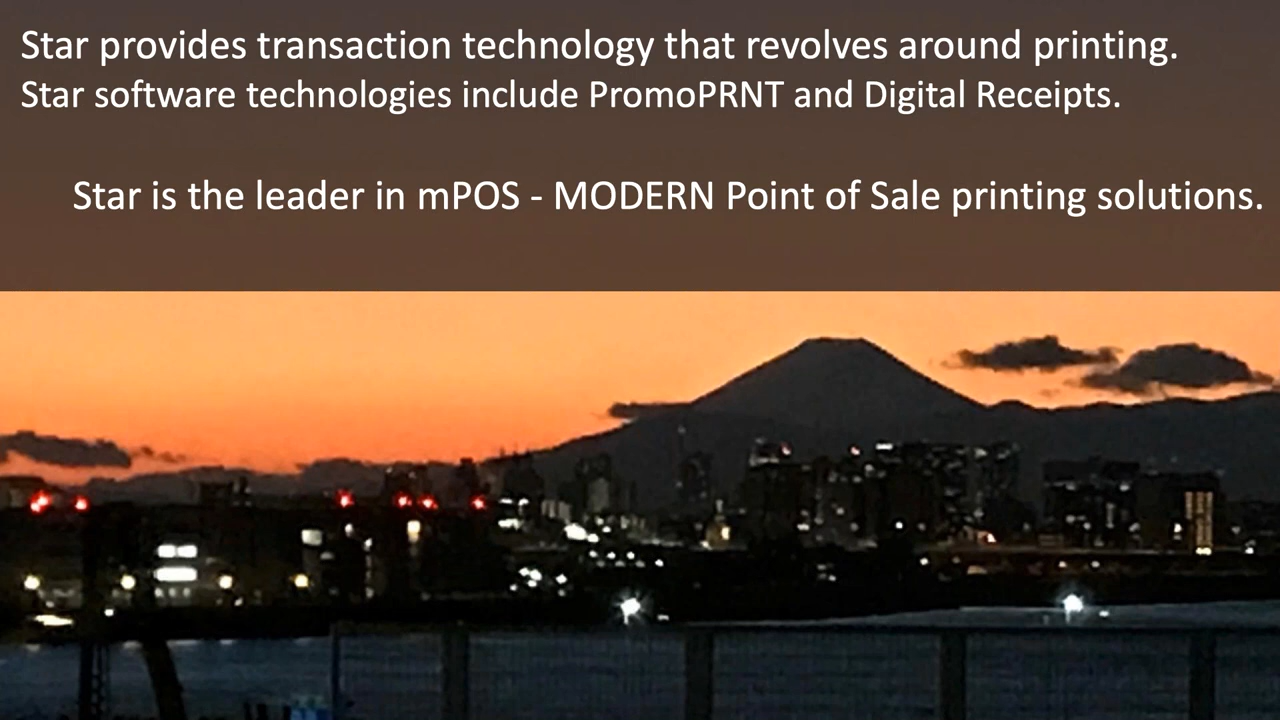 Star provides transaction technology that revolves around printing.
Star software technologies include PromoPRNT and Digital Receipts.
Star is the leader in mPOS - MODERN Point of Sale printing solutions.